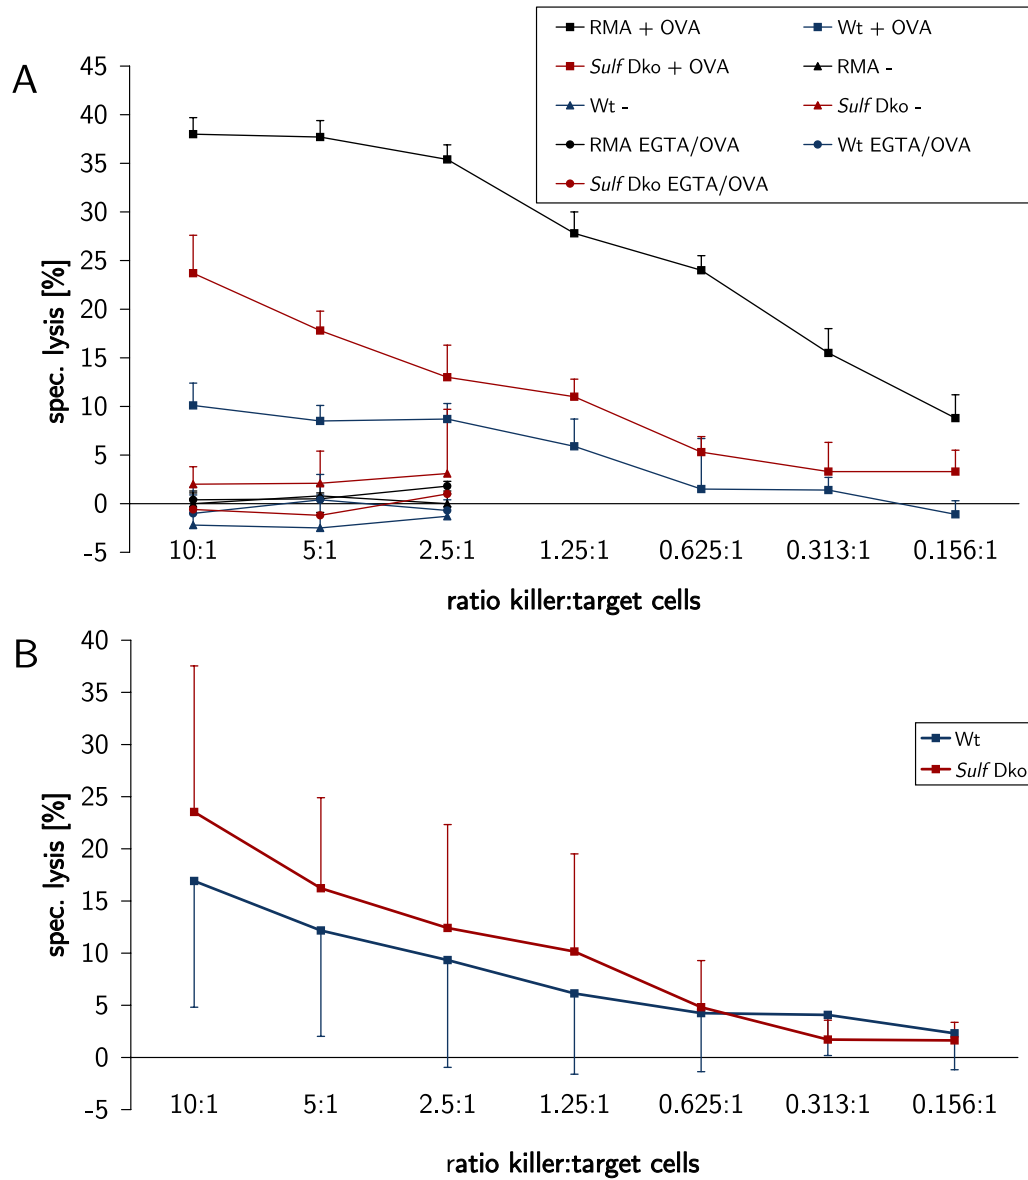 RMA + OVA
Wt + OVA
Sulf Dko + OVA
RMA -
Wt -
Sulf Dko -
RMA EGTA/OVA
Wt EGTA/OVA
Sulf Dko EGTA/OVA
A
45
40
35
30
25
20
15
10
5
0
-5
spec. lysis [%]
10:1 5:1 2.5:1 1.25:1 0.625:1 0.313:1 0.156:1
ratio killer:target cells
B
40
35
30
25
20
15
10
5
0
-5
spec. lysis [%]
Wt
Sulf Dko
10:1 5:1 2.5:1 1.25:1 0.625:1 0.313:1 0.156:1
ratio killer:target cells